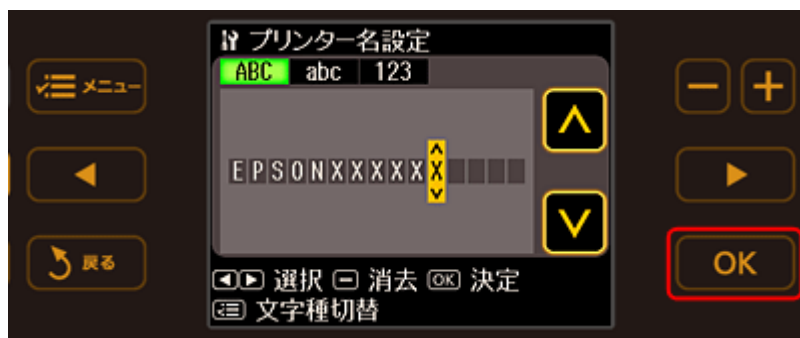 プリンター名設定
ABC abc 123
メニュー
EPSONXXXXXX
戻る
OK
選択 消去 OK 決定
文字種切替